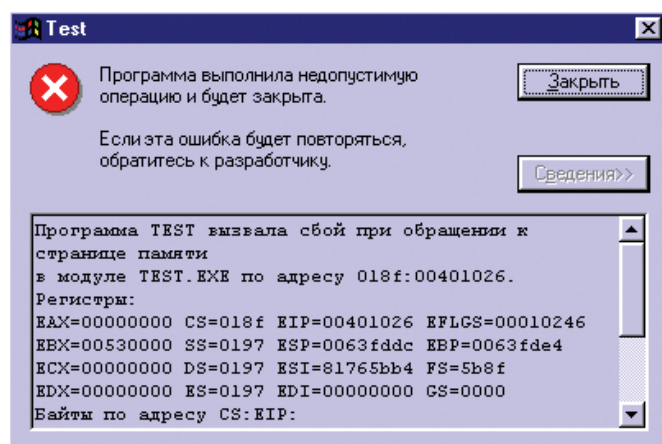 Test
Программа выполнила недопустимую
операцию и будет закрыта.
Если эта ошибка будет повторяться,
обратитесь к разработчику.
Закрыть
Сведения>>
Программа TEST вызвала сбой при обращении к
странице памяти
в модуле TEST.EXE по адресу 018f:00401026.
Регистры:
EAX=00000000 CS=018f EIP=00401026 EFLGS=00010246
EBX=00530000 SS=0197 ESP=0063fddc EBP=0063fde4
ECX=00000000 DS=0197 ESI=81765bb4 FS=5b8f
EDX=00000000 ES=0197 EDI=00000000 GS=0000
Байты по адресу CS:EIP: